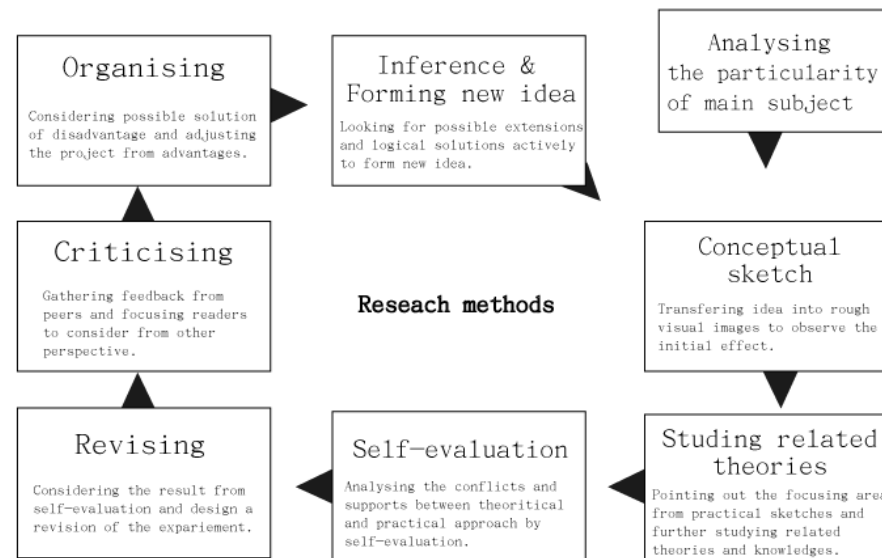 Organising
Considering possible solution
of disadvantage and adjusting
the project from advantages.
Inference &
Forming new idea
Looking for possible extensions
and logical solutions actively
to form new idea.
Analysing
the particularity
of main subject
Criticising
Gathering feedback from
peers and focusing readers
to consider from other
perspective.
Reseach methods
Conceptual
sketch
Transfering idea into rough
visual images to observe the
initial effect.
Revising
Considering the result from
self-evaluation and design a
revision of the expariement.
Self-evaluation
Analysing the conflicts and
supports between theoritical
and practical approach by
self-evaluation.
Studing related
theories
Pointing out the focusing area
from practical sketches and
further studying related
theories and knowledges.